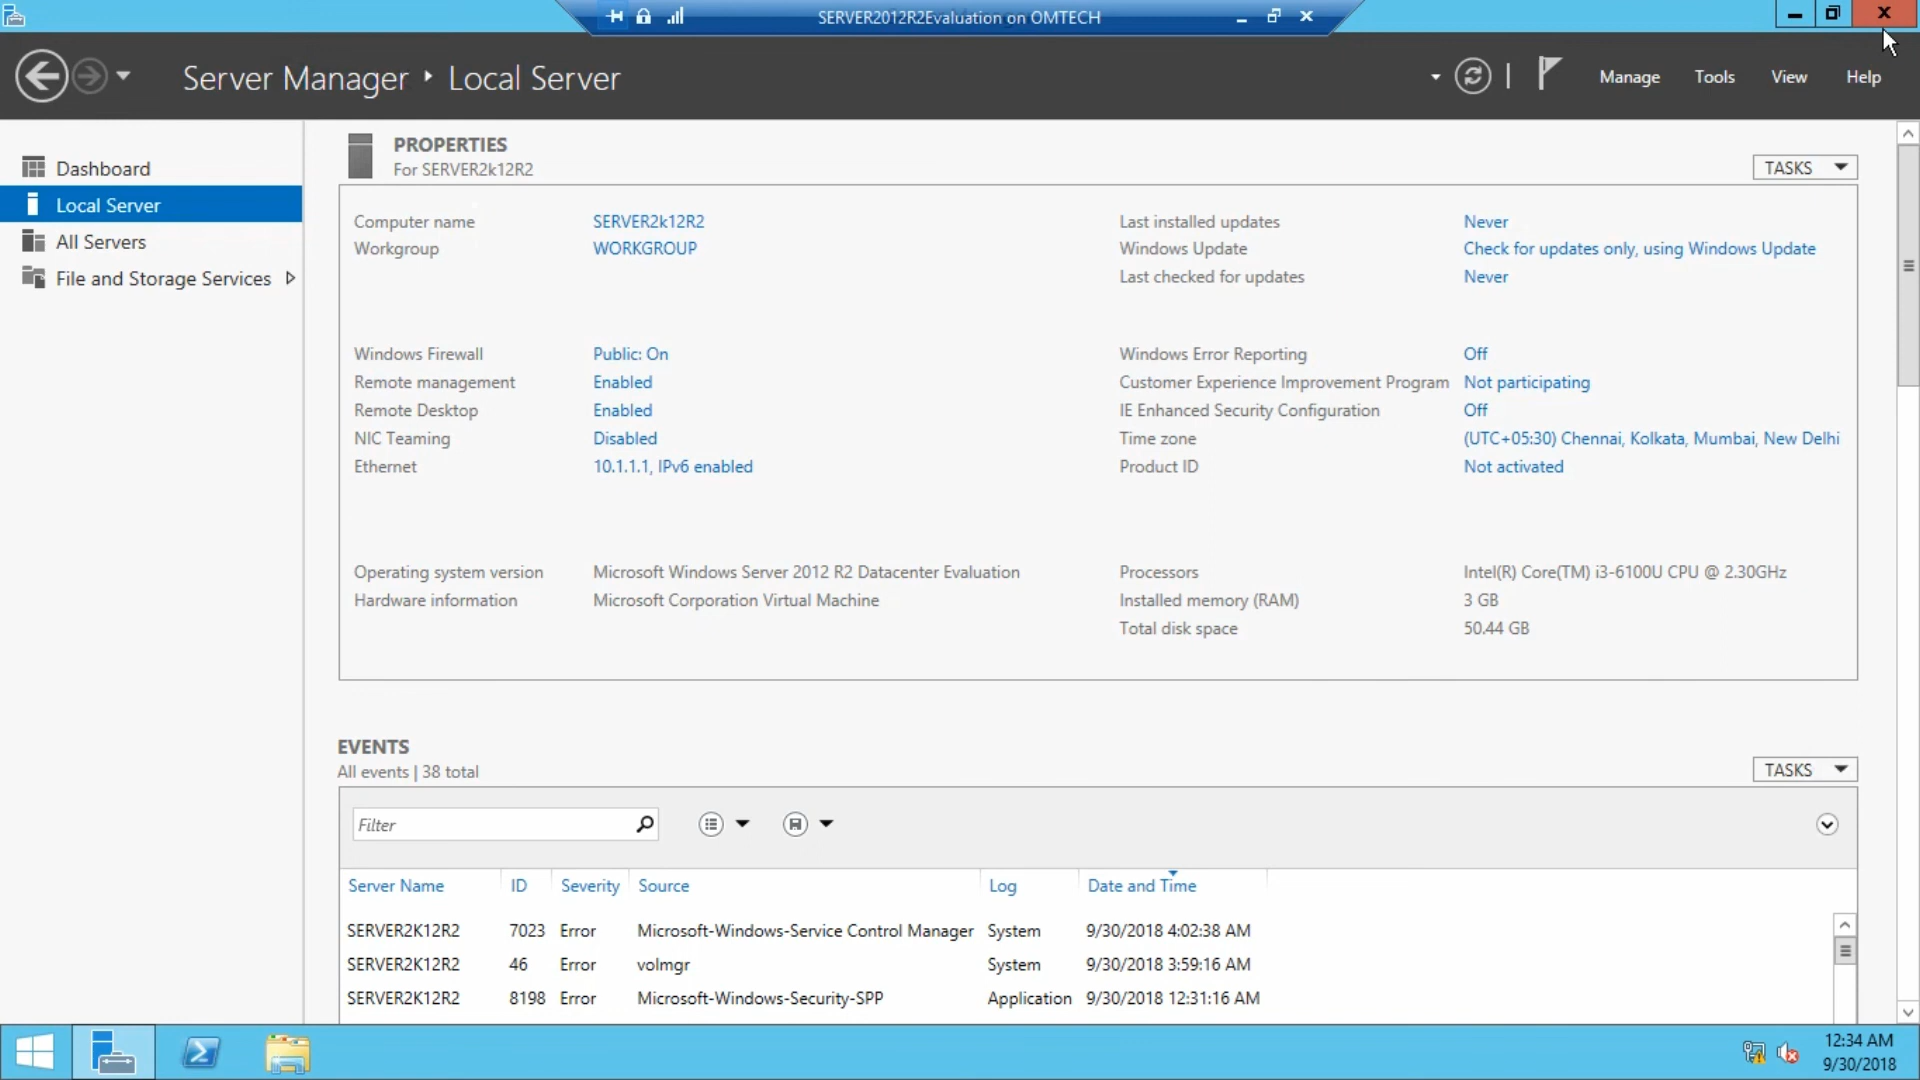 SERVER2012R2Evaluation on OMTECH
Server Manager • Local Server
Manage Tools View Help
Dashboard
Local Server
All Servers
File and Storage Services
PROPERTIES
For SERVER2k12R2
TASKS
Computer name SERVER2k12R2 Last installed updates Never
Workgroup WORKGROUP Windows Update Check for updates only, using Windows Update
Last checked for updates Never
Windows Firewall Public: On Windows Error Reporting Off
Remote management Enabled Customer Experience Improvement Program Not participating
Remote Desktop Enabled IE Enhanced Security Configuration Off
NIC Teaming Disabled Time zone (UTC+05:30) Chennai, Kolkata, Mumbai, New Delhi
Ethernet 10.1.1.1, IPv6 enabled Product ID Not activated
Operating system version Microsoft Windows Server 2012 R2 Datacenter Evaluation Processors Intel(R) Core(TM) i3-6100U CPU @ 2.30GHz
Hardware information Microsoft Corporation Virtual Machine Installed memory (RAM) 3 GB
Total disk space 50.44 GB
EVENTS
All events | 38 total
TASKS
Filter
Server Name ID Severity Source Log Date and Time
SERVER2K12R2 7023 Error Microsoft-Windows-Service Control Manager System 9/30/2018 4:02:38 AM
SERVER2K12R2 46 Error volmgr System 9/30/2018 3:59:16 AM
SERVER2K12R2 8198 Error Microsoft-Windows-Security-SPP Application 9/30/2018 12:31:16 AM
12:34 AM
9/30/2018